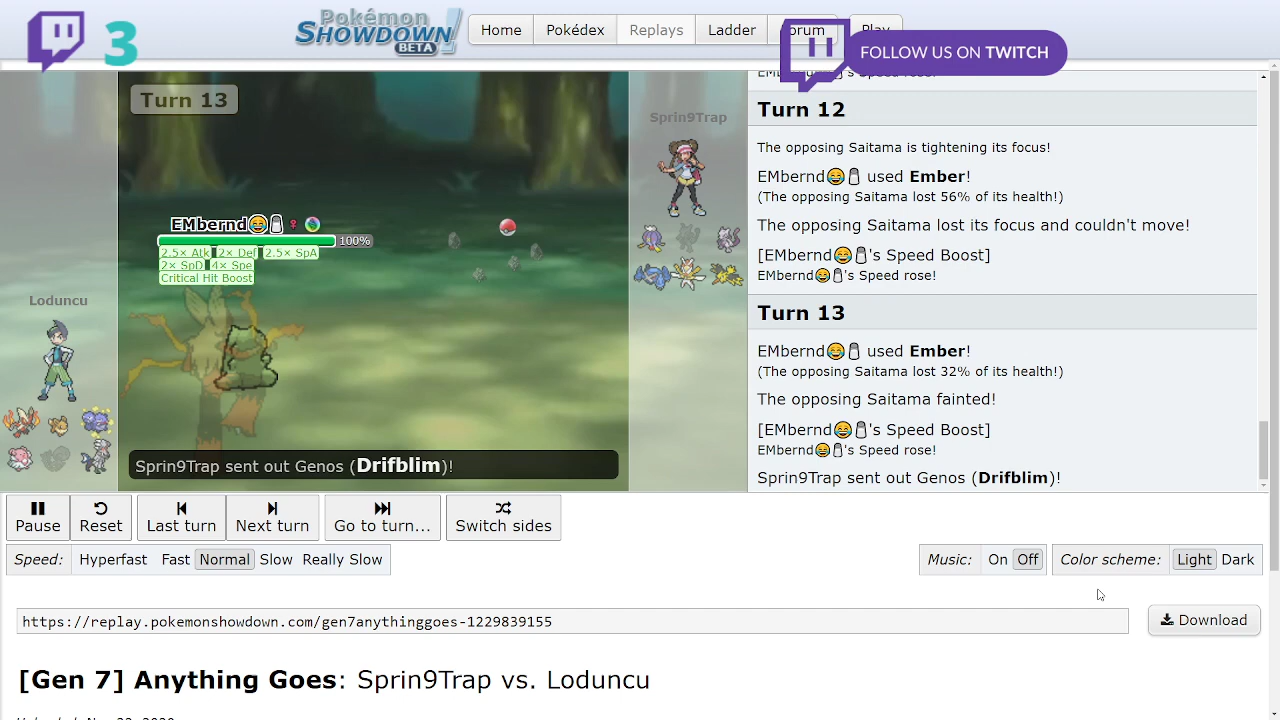 3
Pokémon
SHOWDOWN
BETA
Home
Pokédex
Replays
Ladder
Forum
Play
FOLLOW US ON TWITCH
Turn 13
EMbernd😂🧂 ♀
100%
2.5× Atk 2× Def 2.5× SpA
2× SpD 4× Spe
Critical Hit Boost
Loduncu
Sprin9Trap
Sprin9Trap sent out Genos (Drifblim)!
EMbernd😂🧂's Speed rose!
Turn 12
The opposing Saitama is tightening its focus!
EMbernd😂🧂 used Ember!
(The opposing Saitama lost 56% of its health!)
The opposing Saitama lost its focus and couldn't move!
[EMbernd😂🧂's Speed Boost]
EMbernd😂🧂's Speed rose!
Turn 13
EMbernd😂🧂 used Ember!
(The opposing Saitama lost 32% of its health!)
The opposing Saitama fainted!
[EMbernd😂🧂's Speed Boost]
EMbernd😂🧂's Speed rose!
Sprin9Trap sent out Genos (Drifblim)!
Pause
Reset
Last turn
Next turn
Go to turn...
Switch sides
Speed: Hyperfast Fast Normal Slow Really Slow
Music: On Off
Color scheme: Light Dark
https://replay.pokemonshowdown.com/gen7anythinggoes-1229839155
Download
[Gen 7] Anything Goes: Sprin9Trap vs. Loduncu